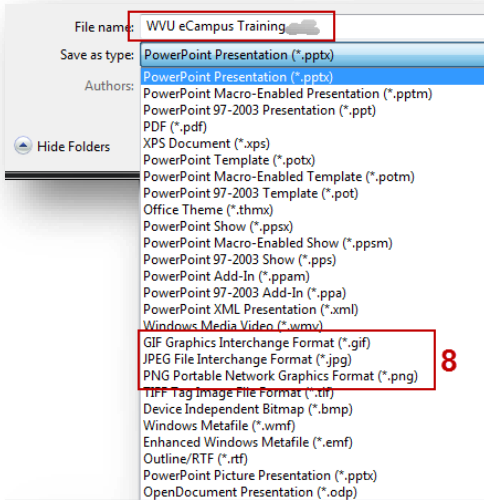 File name: WVU eCampus Training
Save as type: PowerPoint Presentation (*.pptx)
Authors:
Hide Folders
PowerPoint Presentation (*.pptx)
PowerPoint Macro-Enabled Presentation (*.pptm)
PowerPoint 97-2003 Presentation (*.ppt)
PDF (*.pdf)
XPS Document (*.xps)
PowerPoint Template (*.potx)
PowerPoint Macro-Enabled Template (*.potm)
PowerPoint 97-2003 Template (*.pot)
Office Theme (*.thmx)
PowerPoint Show (*.ppsx)
PowerPoint Macro-Enabled Show (*.ppsm)
PowerPoint 97-2003 Show (*.pps)
PowerPoint Add-In (*.ppam)
PowerPoint 97-2003 Add-In (*.ppa)
PowerPoint XML Presentation (*.xml)
Windows Media Video (*.wmv)
GIF Graphics Interchange Format (*.gif)
JPEG File Interchange Format (*.jpg)
PNG Portable Network Graphics Format (*.png)
8
TIFF Tag Image File Format (*.tif)
Device Independent Bitmap (*.bmp)
Windows Metafile (*.wmf)
Enhanced Windows Metafile (*.emf)
Outline/RTF (*.rtf)
PowerPoint Picture Presentation (*.pptx)
OpenDocument Presentation (*.odp)